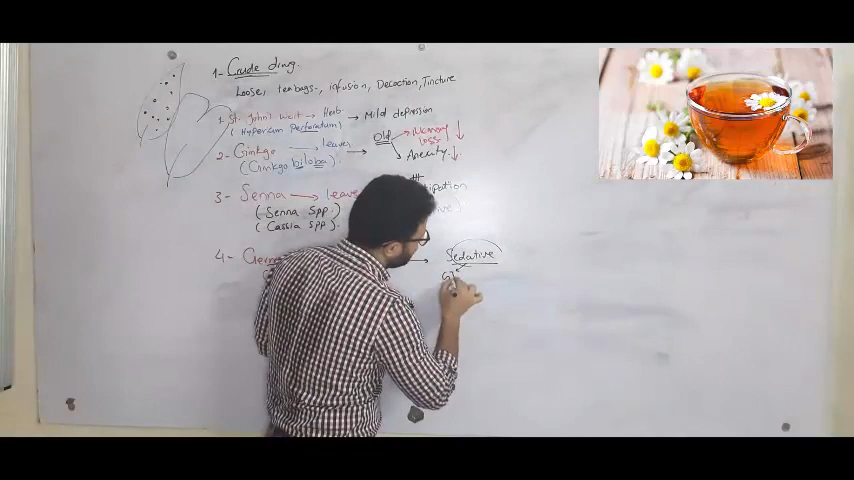 1- Crude drug.
Loose, teabags, infusion, Decoction, Tincture
1- St. John's wort → Herb → Mild depression
(Hypericum Perforatum)
2- Ginkgo → leaves → Old → Memory loss ↓
(Ginkgo biloba) Anxiety ↓
3- Senna → leave
(Senna Spp.)
(Cassia Spp).
4- → Sedative